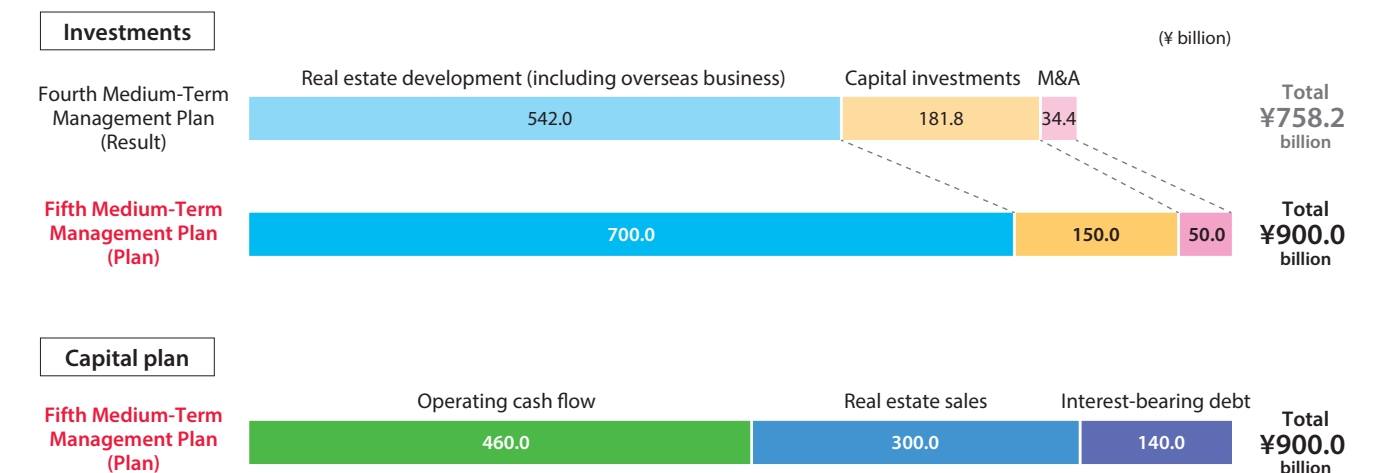 Investments
(¥ billion)
Real estate development (including overseas business) Capital investments M&A
Fourth Medium-Term
Management Plan
(Result)
542.0 181.8 34.4
Total
¥758.2
billion
Fifth Medium-Term
Management Plan
(Plan)
700.0 150.0 50.0
Total
¥900.0
billion
Capital plan
Operating cash flow Real estate sales Interest-bearing debt
Fifth Medium-Term
Management Plan
(Plan)
460.0 300.0 140.0
Total
¥900.0
billion